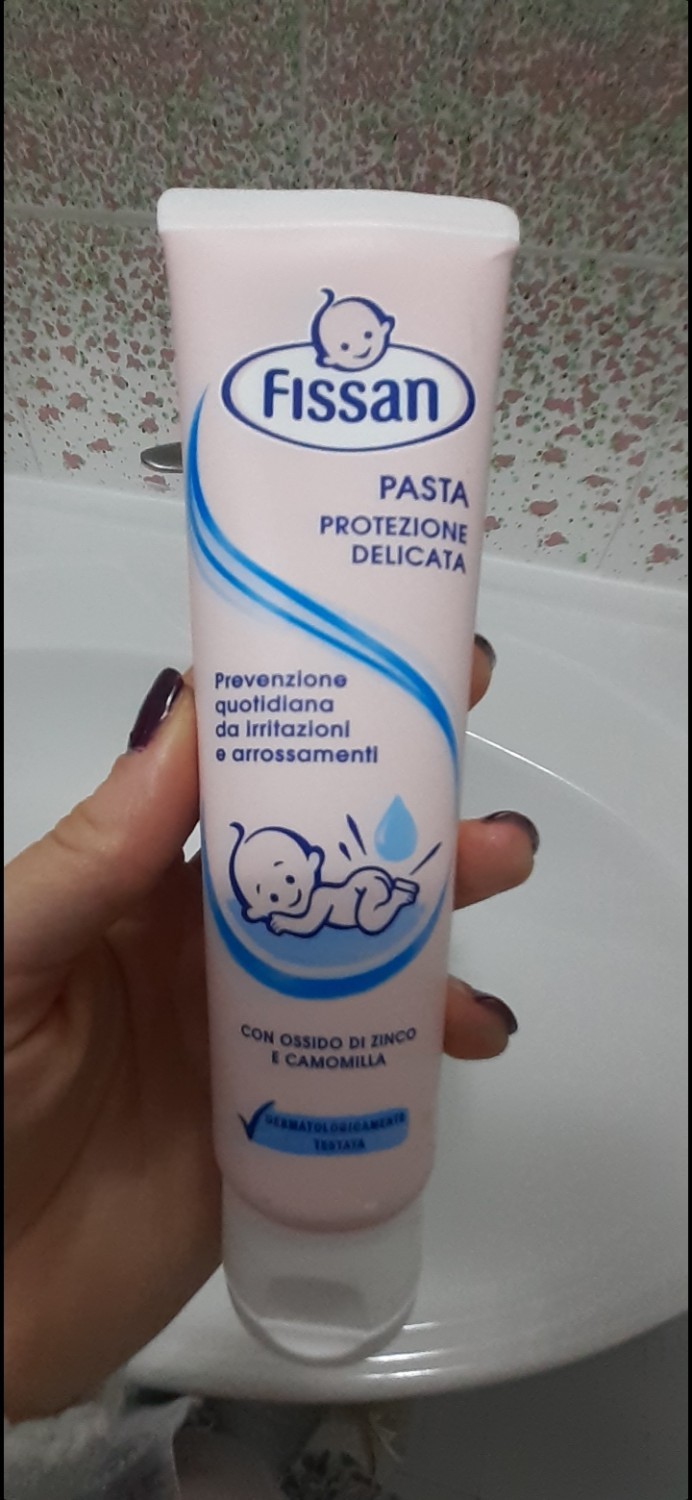 Fissan
PASTA
PROTEZIONE
DELICATA
Prevenzione
quotidiana
da irritazioni
e arrossamenti
CON OSSIDO DI ZINCO
E CAMOMILLA
DERMATOLOGICAMENTE
TESTATA